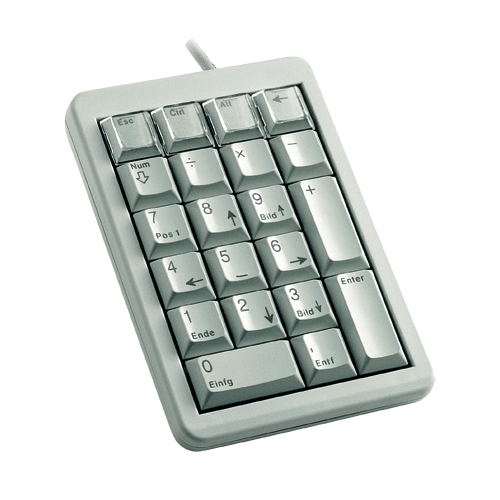 Esc Ctrl Alt ←
Num ÷ × −
⇩
7 8 9 +
Pos 1 ↑ Bild ↑
4 5 6
← _ →
1 2 3 Enter
Ende ↓ Bild ↓
0 ,
Einfg Entf